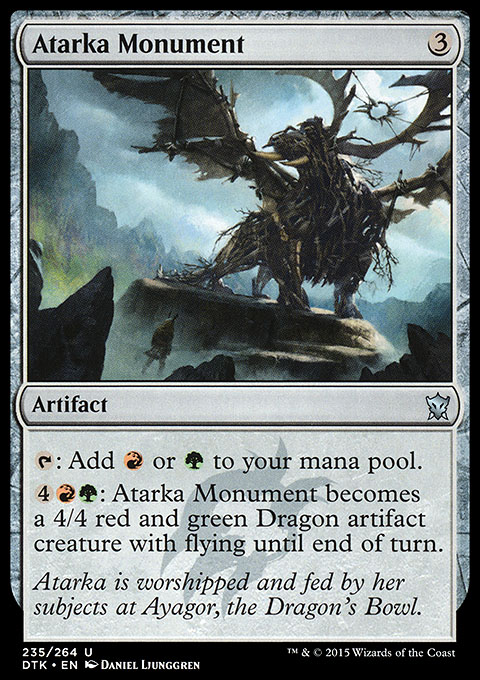 Atarka Monument 3
Artifact
: Add or to your mana pool.
4 : Atarka Monument becomes
a 4/4 red and green Dragon artifact
creature with flying until end of turn.
Atarka is worshipped and fed by her
subjects at Ayagor, the Dragon's Bowl.
235/264 U
DTK • EN Daniel Ljunggren
™ & © 2015 Wizards of the Coast